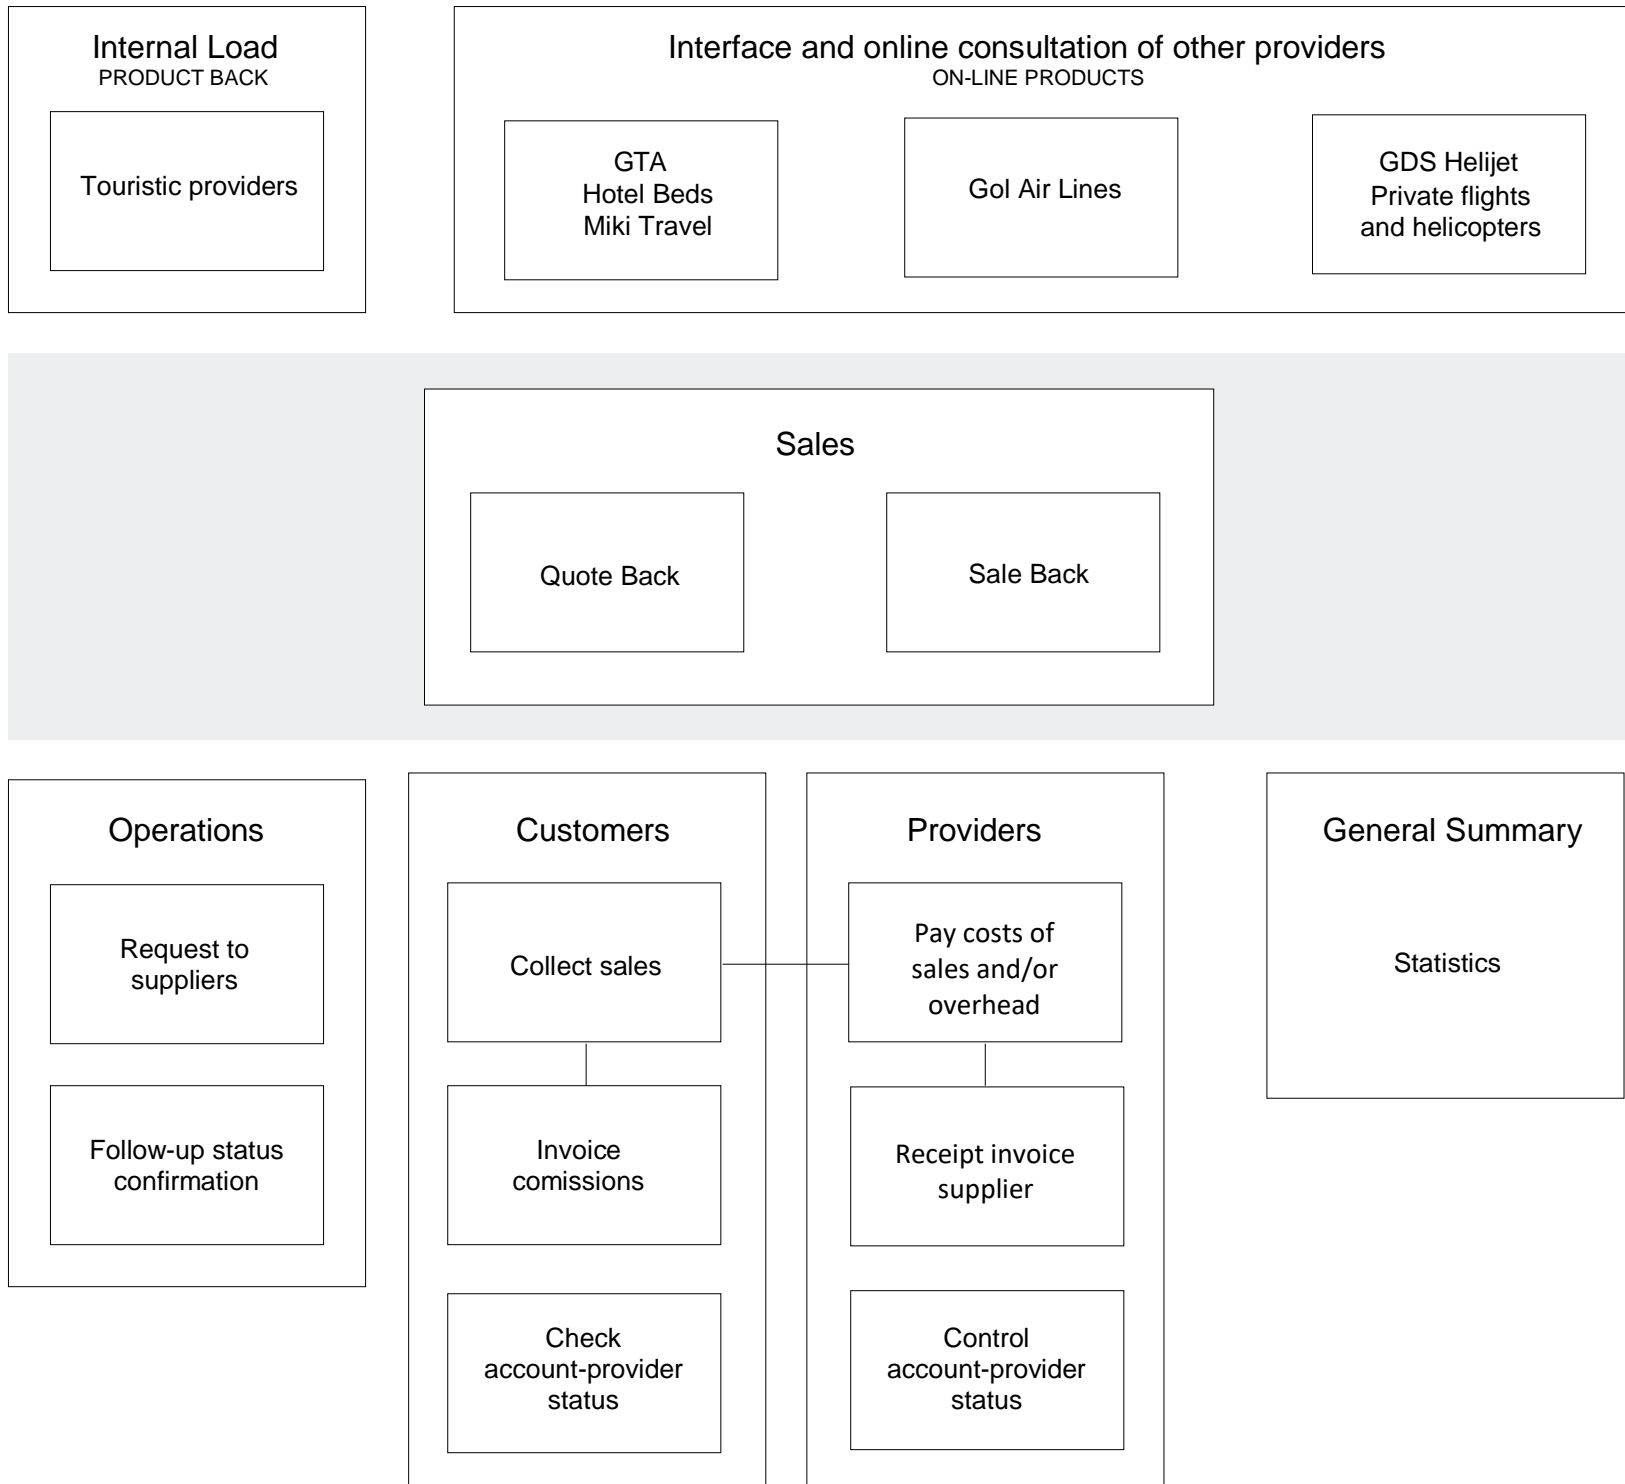 Internal Load
PRODUCT BACK
Touristic providers
Interface and online consultation of other providers
ON-LINE PRODUCTS
GTA
Hotel Beds
Miki Travel
Gol Air Lines
GDS Helijet
Private flights
and helicopters
Sales
Quote Back
Sale Back
Operations
Request to
suppliers
Follow-up status
confirmation
Customers
Collect sales
Invoice
comissions
Check
account-provider
status
Providers
Pay costs of
sales and/or
overhead
Receipt invoice
supplier
Control
account-provider
status
General Summary
Statistics